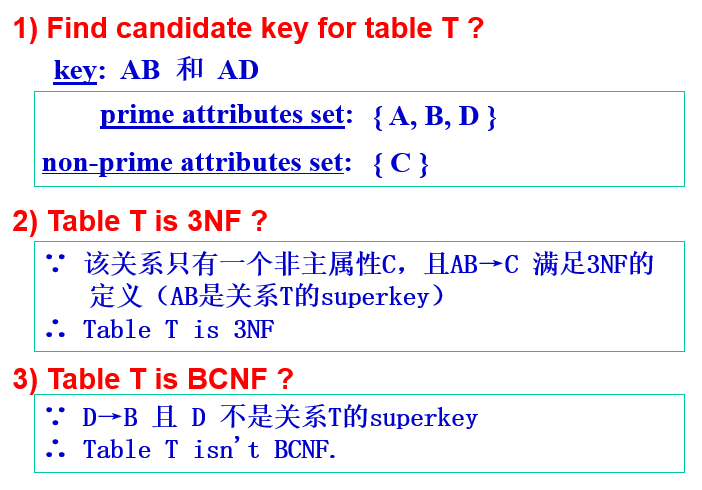 1) Find candidate key for table T ?
key: AB 和 AD
prime attributes set: { A, B, D }
non-prime attributes set: { C }
2) Table T is 3NF ?
∵ 该关系只有一个非主属性C，且AB→C 满足3NF的
定义（AB是关系T的superkey）
∴ Table T is 3NF
3) Table T is BCNF ?
∵ D→B 且 D 不是关系T的superkey
∴ Table T isn't BCNF.